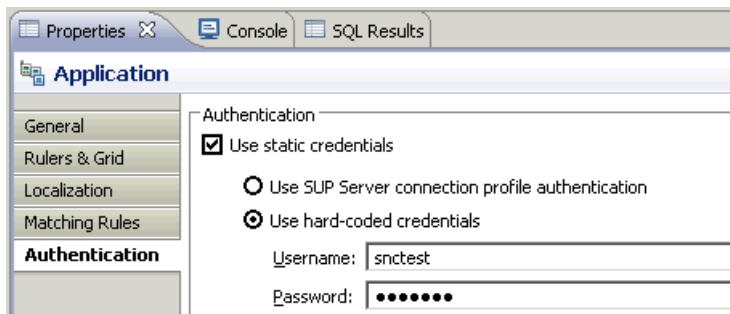 Properties Console SQL Results
Application
General
Rulers & Grid
Localization
Matching Rules
Authentication
Authentication
Use static credentials
Use SUP Server connection profile authentication
Use hard-coded credentials
Username: snctest
Password: ●●●●●●●